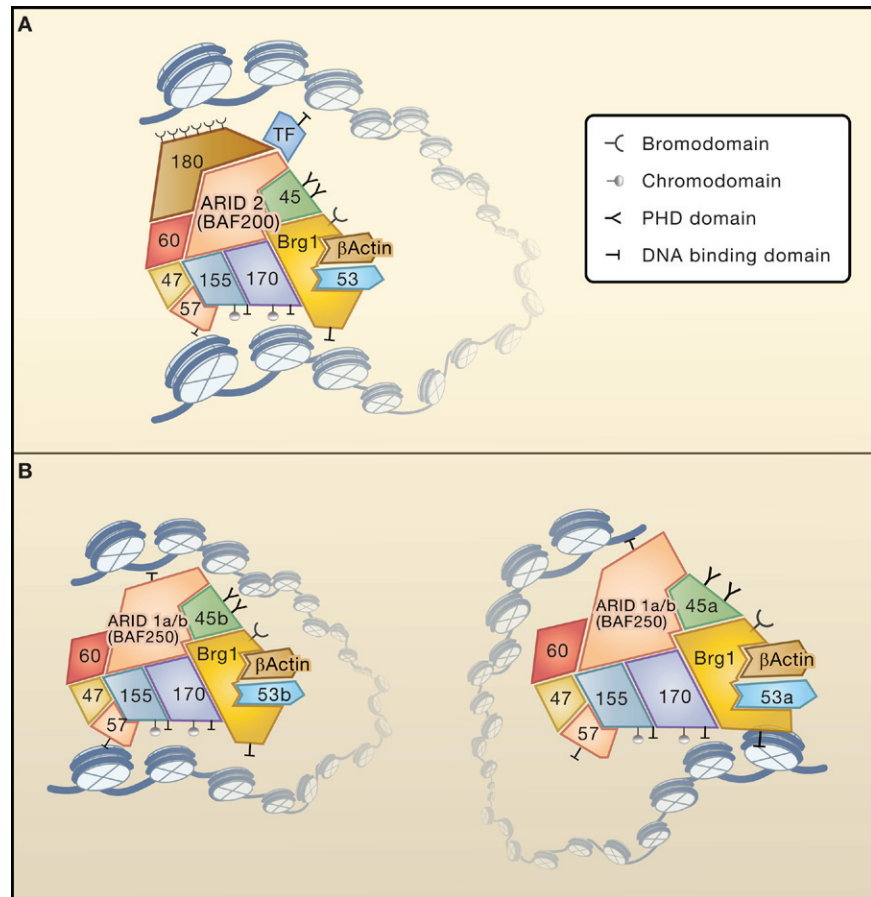 A
TF
180
ARID 2
(BAF200)
45
60
Brg1
βActin
47
155
170
53
57
Bromodomain
Chromodomain
PHD domain
DNA binding domain
B
ARID 1a/b
(BAF250)
45b
60
Brg1
βActin
47
155
170
53b
57
ARID 1a/b
(BAF250)
45a
60
Brg1
βActin
47
155
170
53a
57